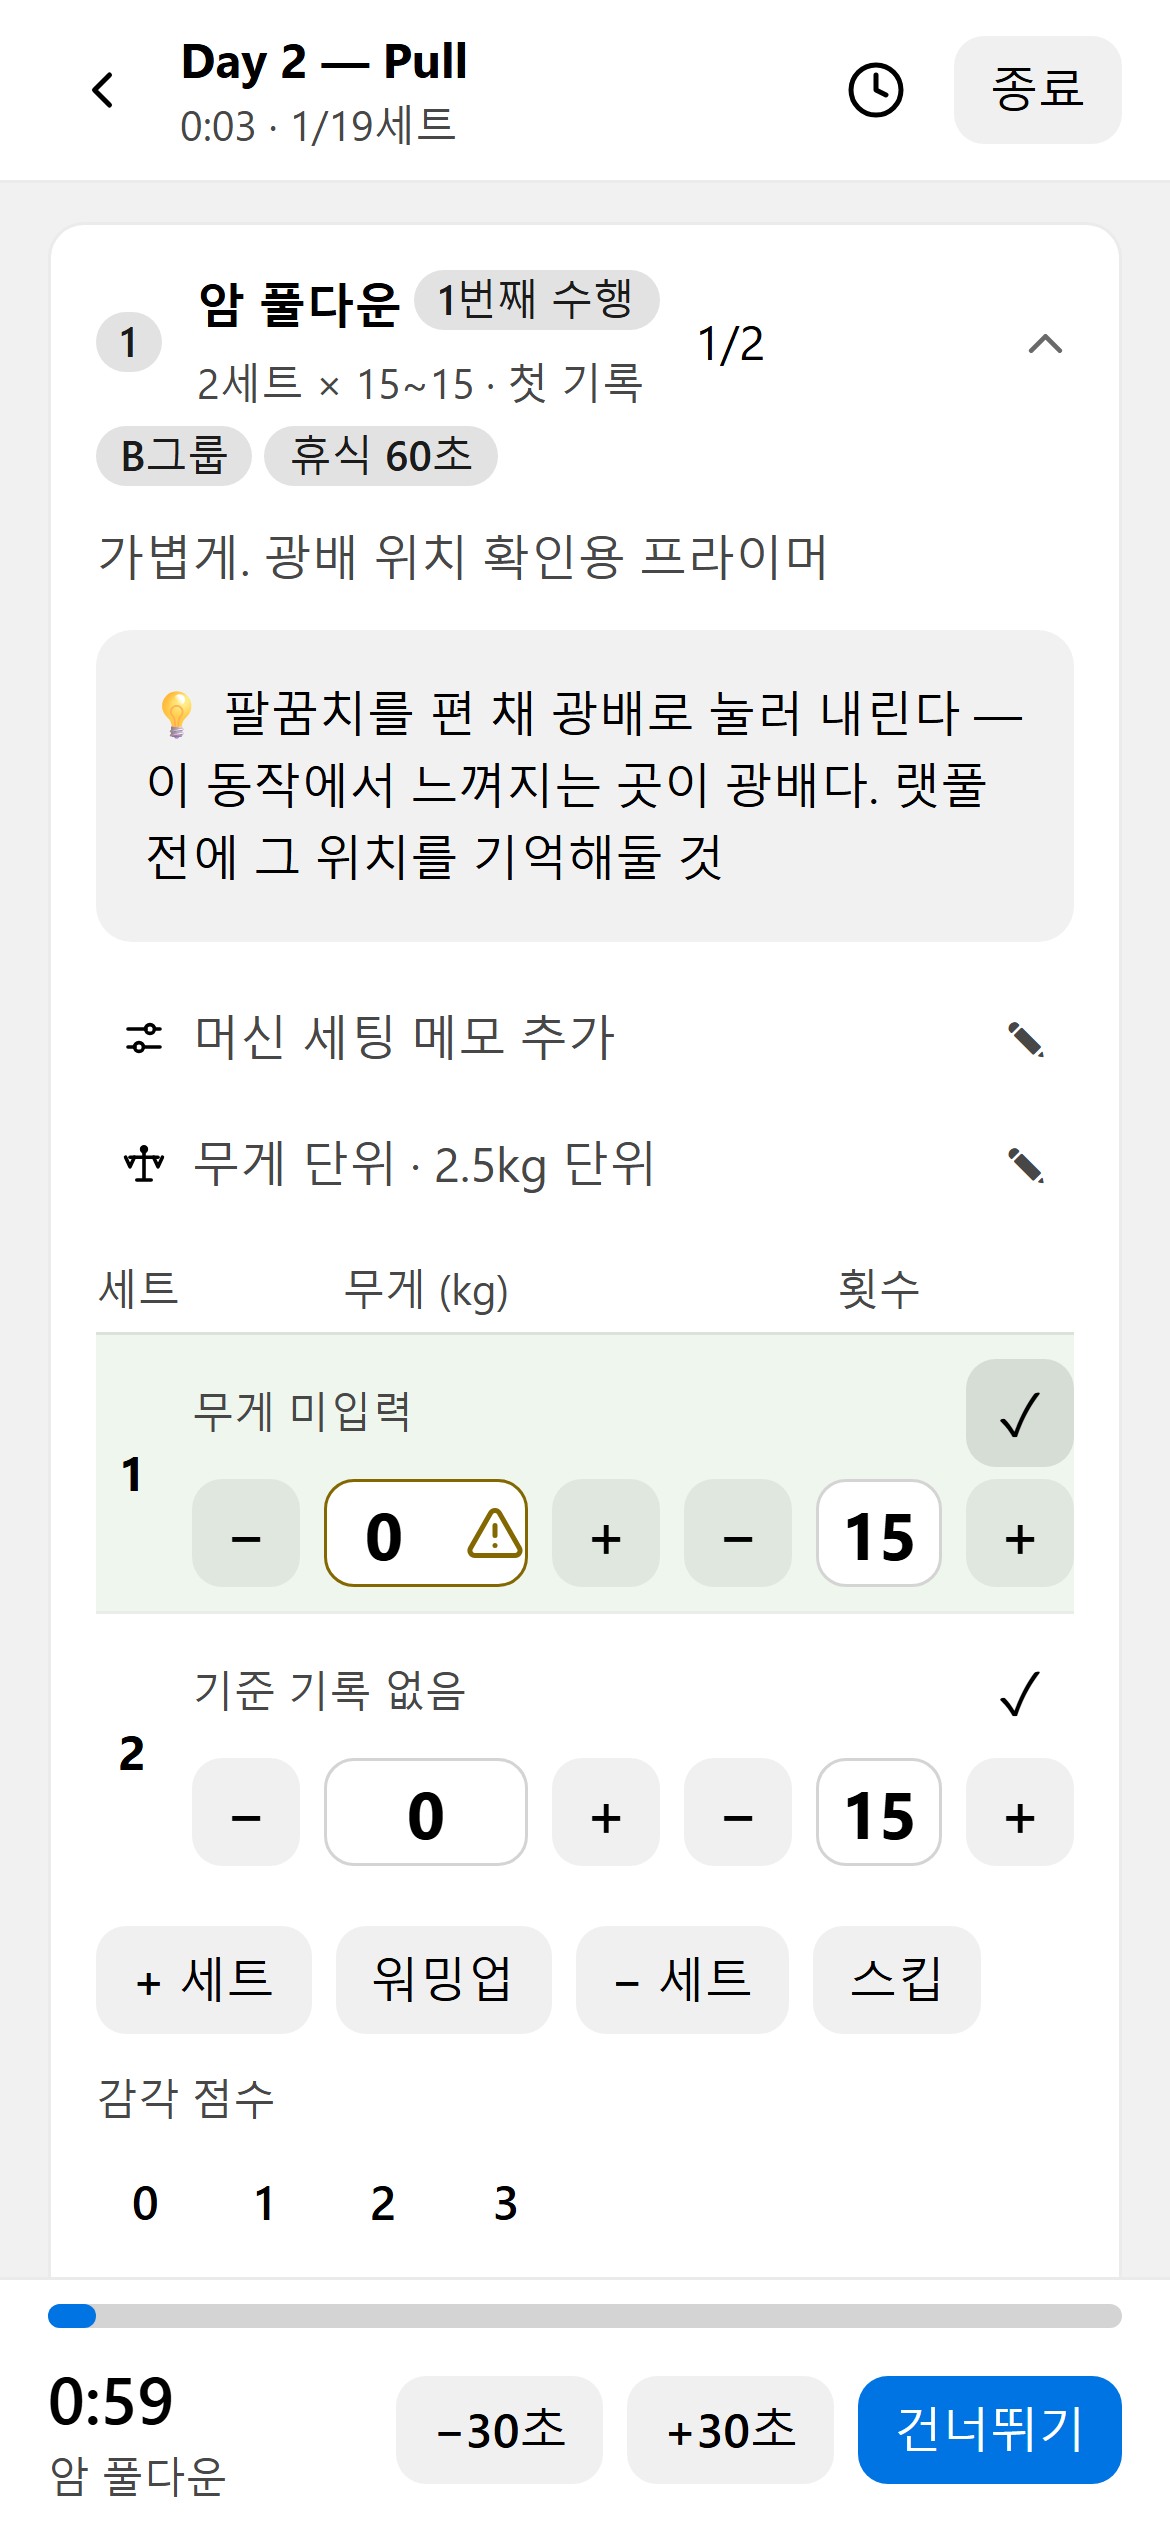 Day 2 — Pull
0:03 · 1/19세트
종료
1
암 풀다운
1번째 수행
2세트 × 15~15 · 첫 기록
1/2
B그룹
휴식 60초
가볍게. 광배 위치 확인용 프라이머
💡 팔꿈치를 편 채 광배로 눌러 내린다 —
이 동작에서 느껴지는 곳이 광배다. 랫풀
전에 그 위치를 기억해둘 것
머신 세팅 메모 추가
무게 단위 · 2.5kg 단위
세트 무게 (kg) 횟수
무게 미입력 ✓
1 − 0 + − 15 +
기준 기록 없음 ✓
2 − 0 + − 15 +
+ 세트 워밍업 − 세트 스킵
감각 점수
0 1 2 3
0:59
암 풀다운
−30초 +30초 건너뛰기